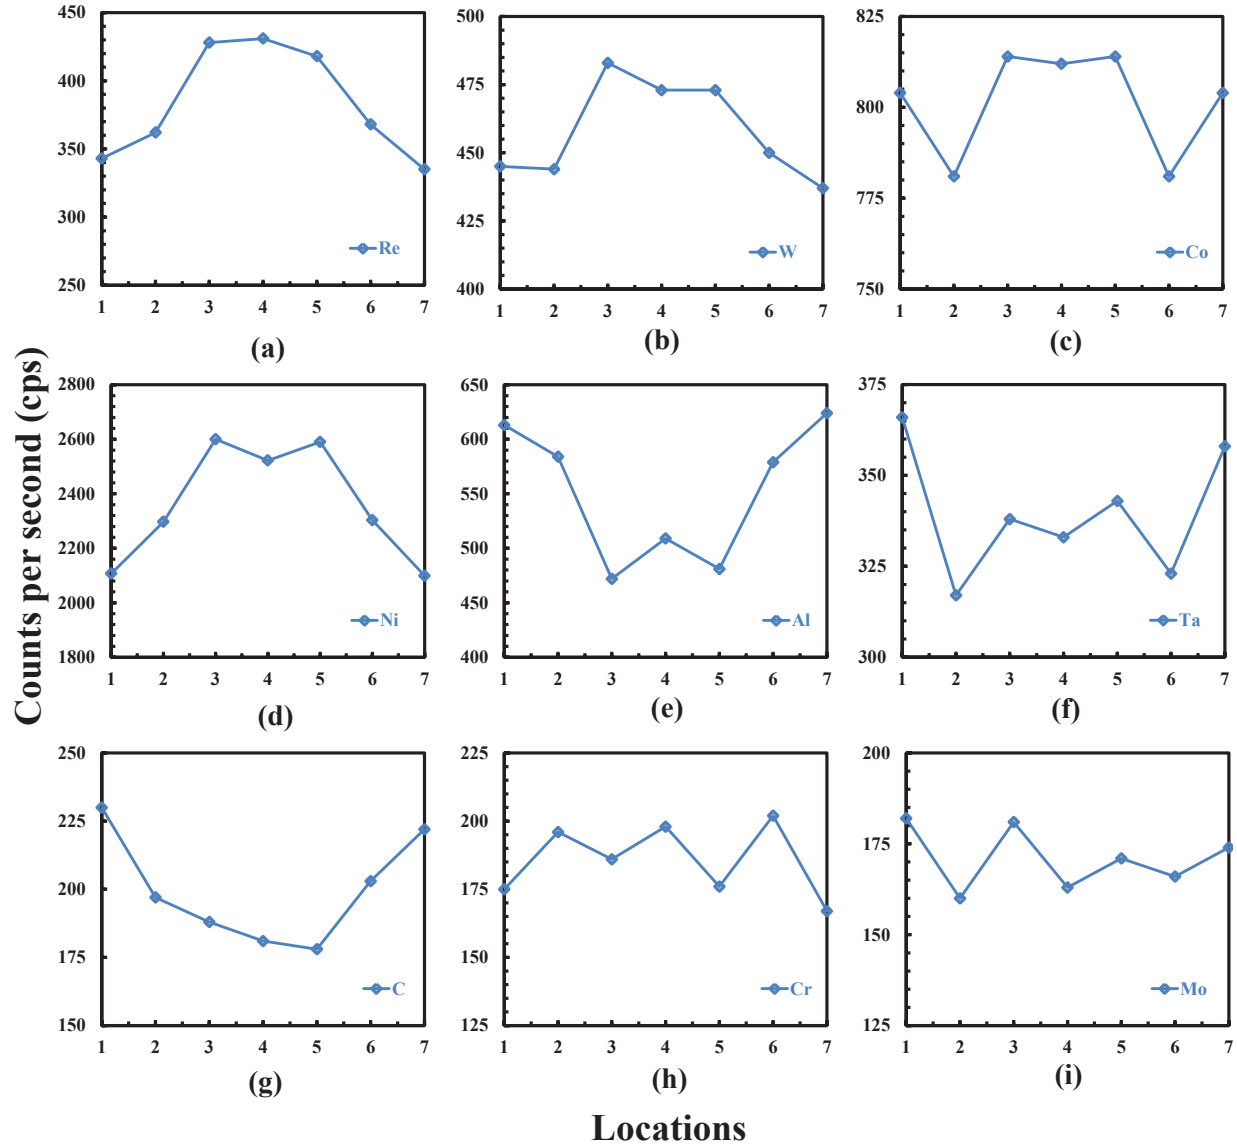 Counts per second (cps)
450
400
350
300
250
Re
1 2 3 4 5 6 7
(a)
500
475
450
425
400
W
1 2 3 4 5 6 7
(b)
825
800
775
750
Co
1 2 3 4 5 6 7
(c)
2800
2600
2400
2200
2000
1800
Ni
1 2 3 4 5 6 7
(d)
650
600
550
500
450
400
Al
1 2 3 4 5 6 7
(e)
375
350
325
300
Ta
1 2 3 4 5 6 7
(f)
250
225
200
175
150
C
1 2 3 4 5 6 7
(g)
225
200
175
150
125
Cr
1 2 3 4 5 6 7
(h)
200
175
150
125
Mo
1 2 3 4 5 6 7
(i)
Locations